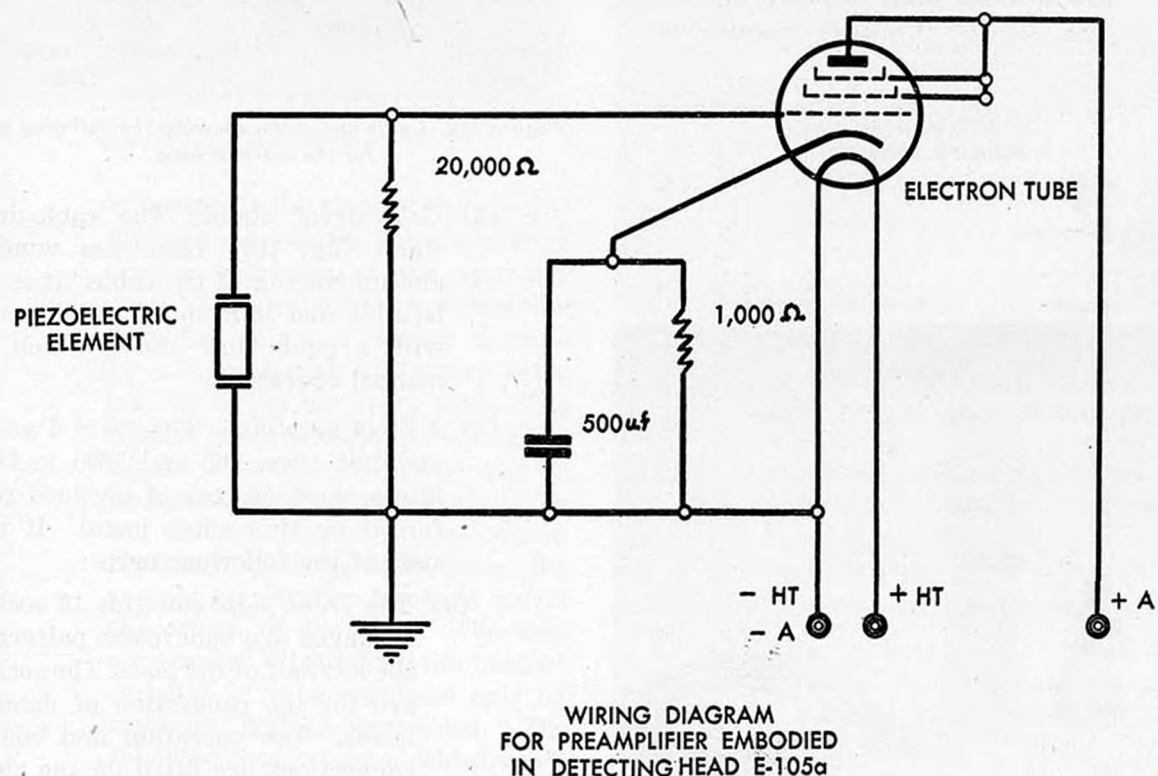 20,000 Ω
ELECTRON TUBE
PIEZOELECTRIC
ELEMENT
1,000 Ω
500uf
- HT
+ HT
- A
+ A
WIRING DIAGRAM
FOR PREAMPLIFIER EMBODIED
IN DETECTING HEAD E-105a